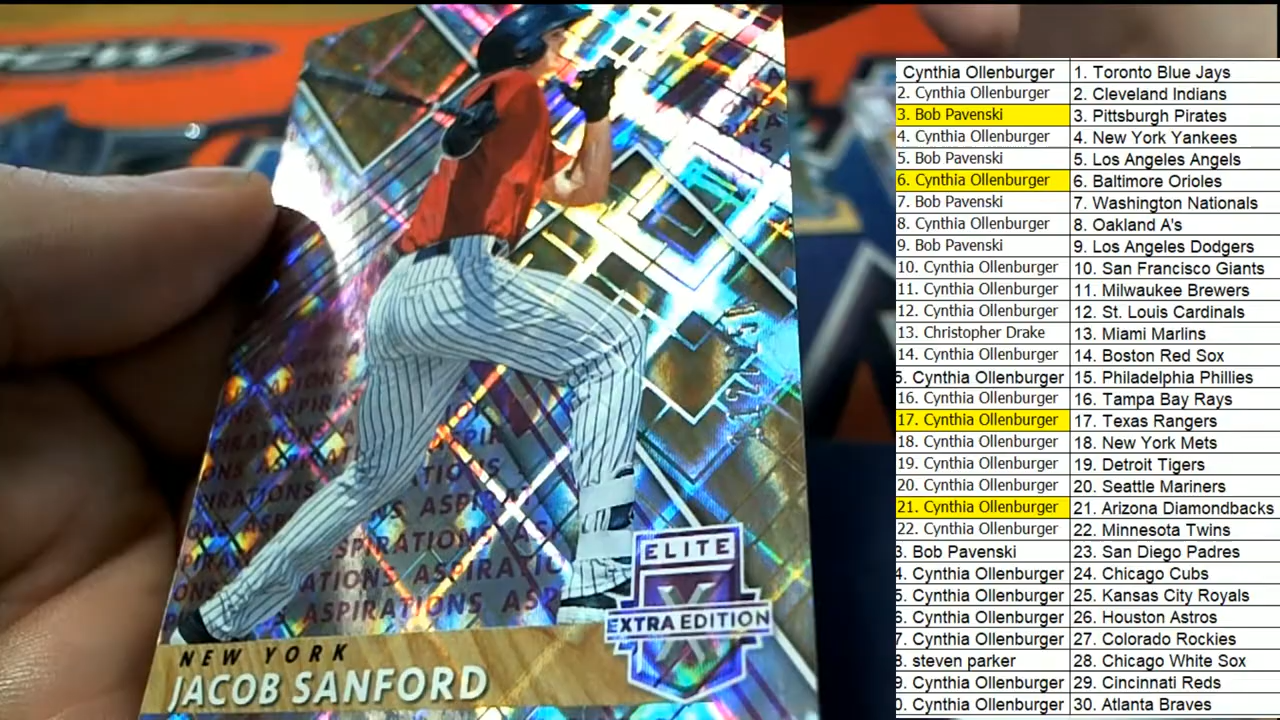 Cynthia Ollenburger 1. Toronto Blue Jays
2. Cynthia Ollenburger 2. Cleveland Indians
3. Bob Pavenski 3. Pittsburgh Pirates
4. Cynthia Ollenburger 4. New York Yankees
5. Bob Pavenski 5. Los Angeles Angels
6. Cynthia Ollenburger 6. Baltimore Orioles
7. Bob Pavenski 7. Washington Nationals
8. Cynthia Ollenburger 8. Oakland A's
9. Bob Pavenski 9. Los Angeles Dodgers
10. Cynthia Ollenburger 10. San Francisco Giants
11. Cynthia Ollenburger 11. Milwaukee Brewers
12. Cynthia Ollenburger 12. St. Louis Cardinals
13. Christopher Drake 13. Miami Marlins
14. Cynthia Ollenburger 14. Boston Red Sox
5. Cynthia Ollenburger 15. Philadelphia Phillies
16. Cynthia Ollenburger 16. Tampa Bay Rays
17. Cynthia Ollenburger 17. Texas Rangers
18. Cynthia Ollenburger 18. New York Mets
19. Cynthia Ollenburger 19. Detroit Tigers
20. Cynthia Ollenburger 20. Seattle Mariners
21. Cynthia Ollenburger 21. Arizona Diamondbacks
22. Cynthia Ollenburger 22. Minnesota Twins
3. Bob Pavenski 23. San Diego Padres
4. Cynthia Ollenburger 24. Chicago Cubs
5. Cynthia Ollenburger 25. Kansas City Royals
6. Cynthia Ollenburger 26. Houston Astros
7. Cynthia Ollenburger 27. Colorado Rockies
8. steven parker 28. Chicago White Sox
9. Cynthia Ollenburger 29. Cincinnati Reds
0. Cynthia Ollenburger 30. Atlanta Braves
ASPIRATIONS ASPIRATIO
ATIONS ASPIRATIO
ATIONS ASPIRATIONS ASP
ELITE
X
EXTRA EDITION
NEW YORK
JACOB SANFORD